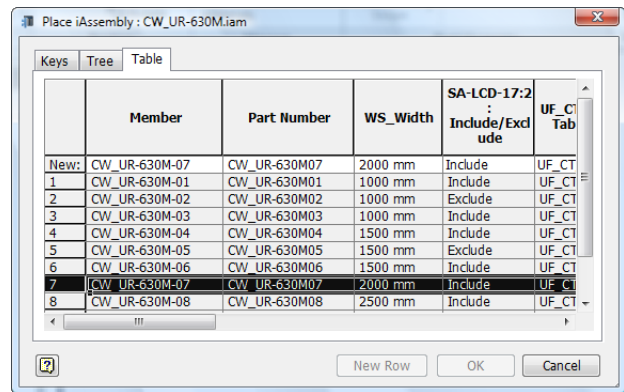 Place iAssembly : CW_UR-630M.iam
Keys Tree Table
Member Part Number WS_Width SA-LCD-17:2 : Include/Excl ude UF_CT Tab
New: CW_UR-630M-07 CW_UR-630M07 2000 mm Include UF_CT
1 CW_UR-630M-01 CW_UR-630M01 1000 mm Include UF_CT
2 CW_UR-630M-02 CW_UR-630M02 1000 mm Exclude UF_CT
3 CW_UR-630M-03 CW_UR-630M03 1000 mm Include UF_CT
4 CW_UR-630M-04 CW_UR-630M04 1500 mm Include UF_CT
5 CW_UR-630M-05 CW_UR-630M05 1500 mm Exclude UF_CT
6 CW_UR-630M-06 CW_UR-630M06 1500 mm Include UF_CT
7 CW_UR-630M-07 CW_UR-630M07 2000 mm Include UF_CT
8 CW_UR-630M-08 CW_UR-630M08 2500 mm Include UF_CT
New Row OK Cancel